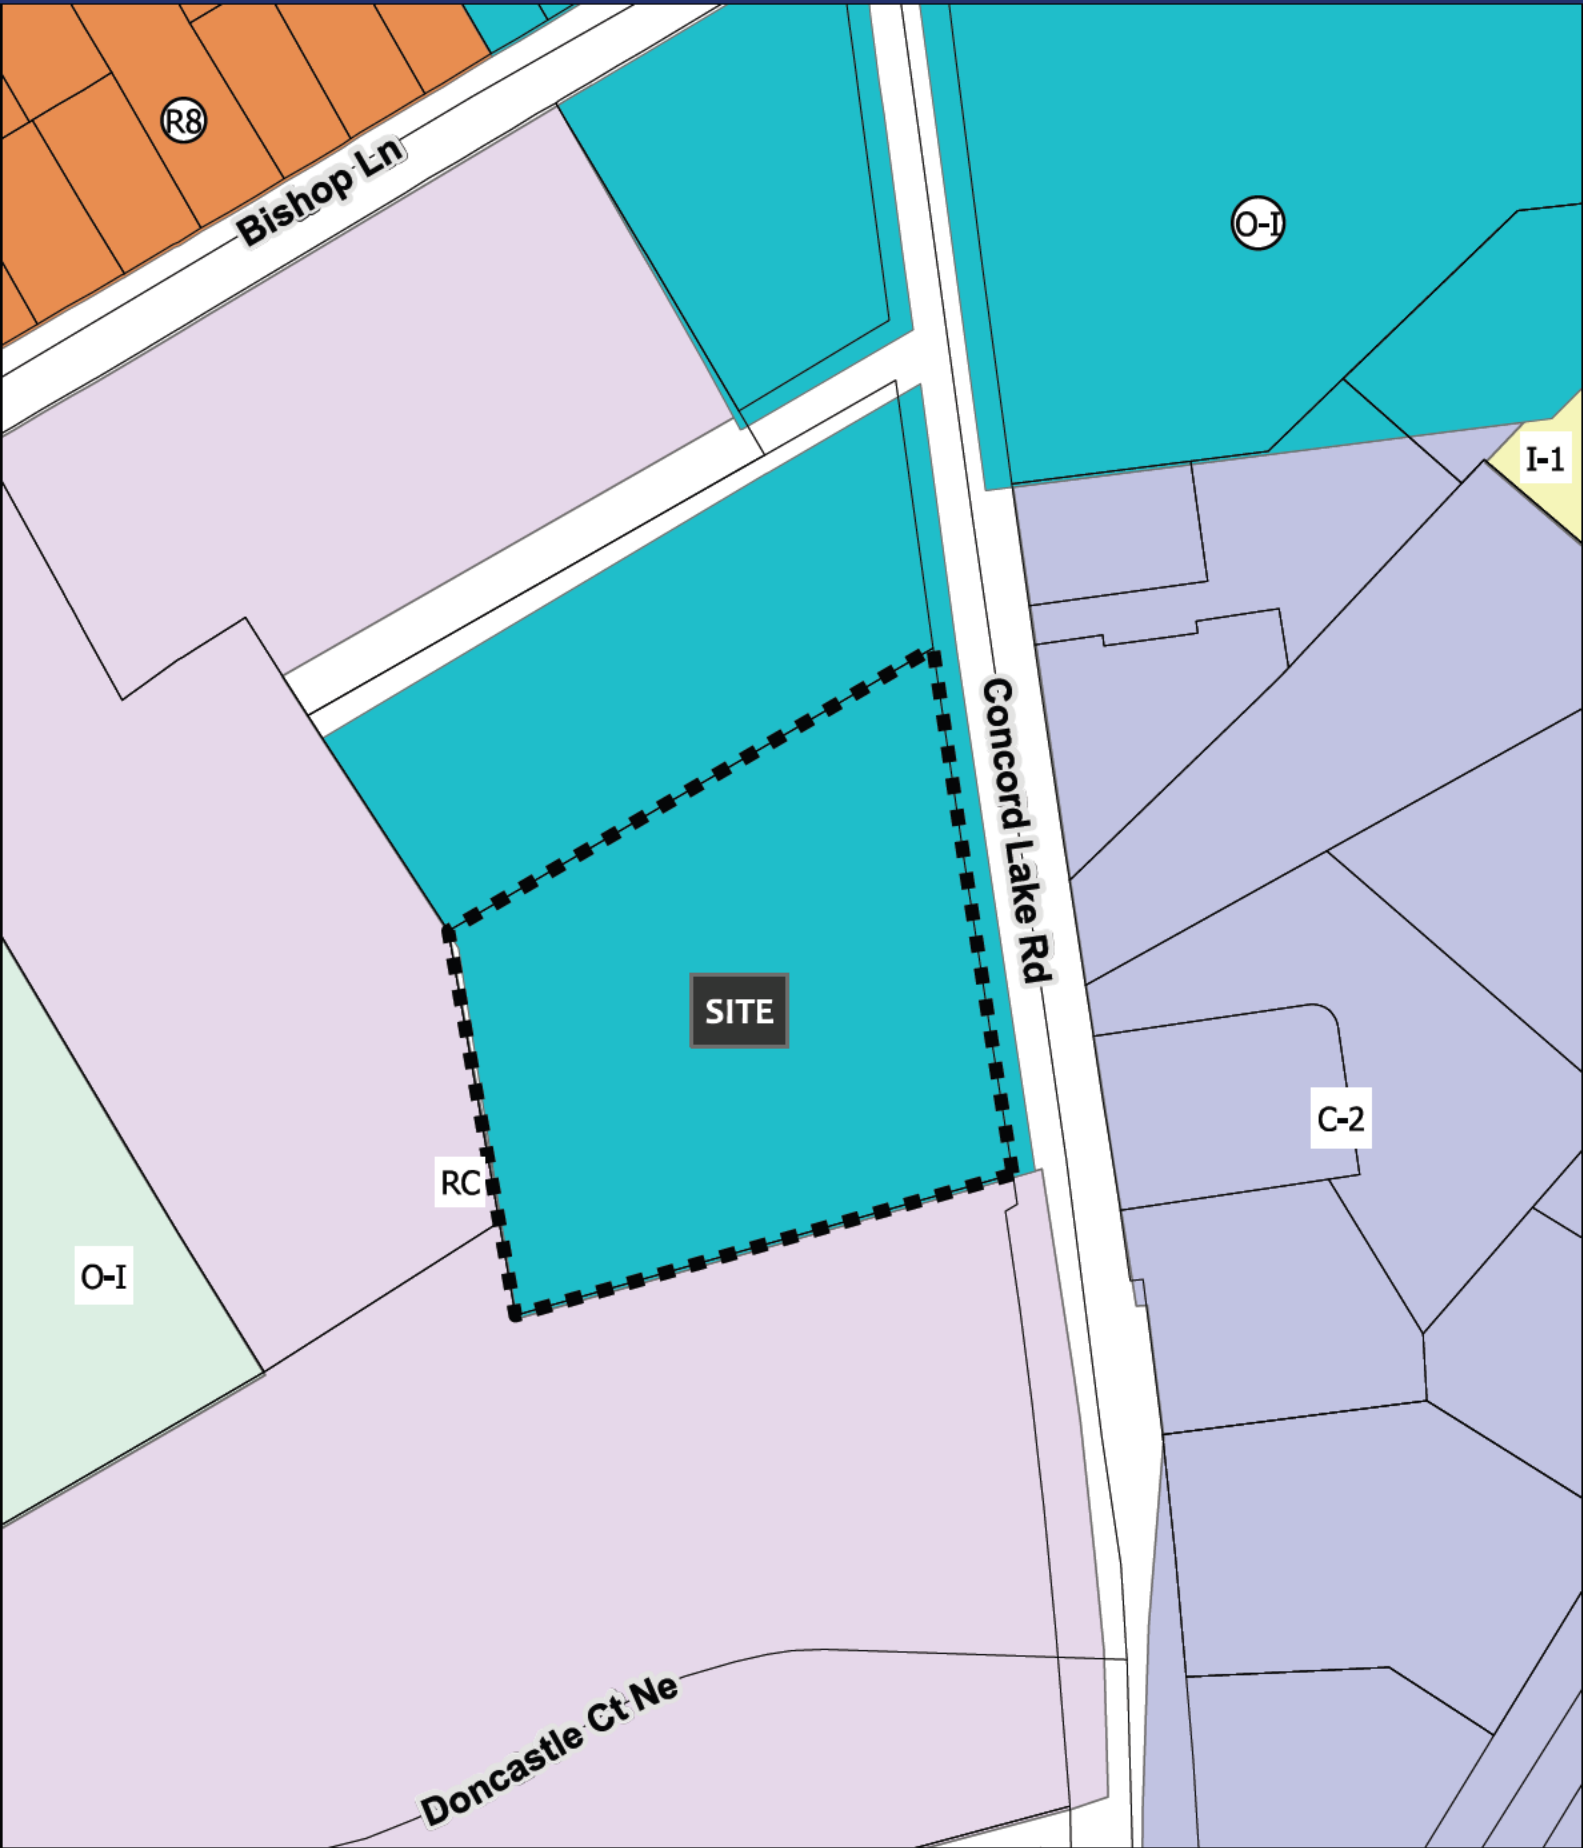 R8
Bishop Ln
O-I
I-1
Concord Lake Rd
SITE
C-2
RC
O-I
Doncastle Ct Ne